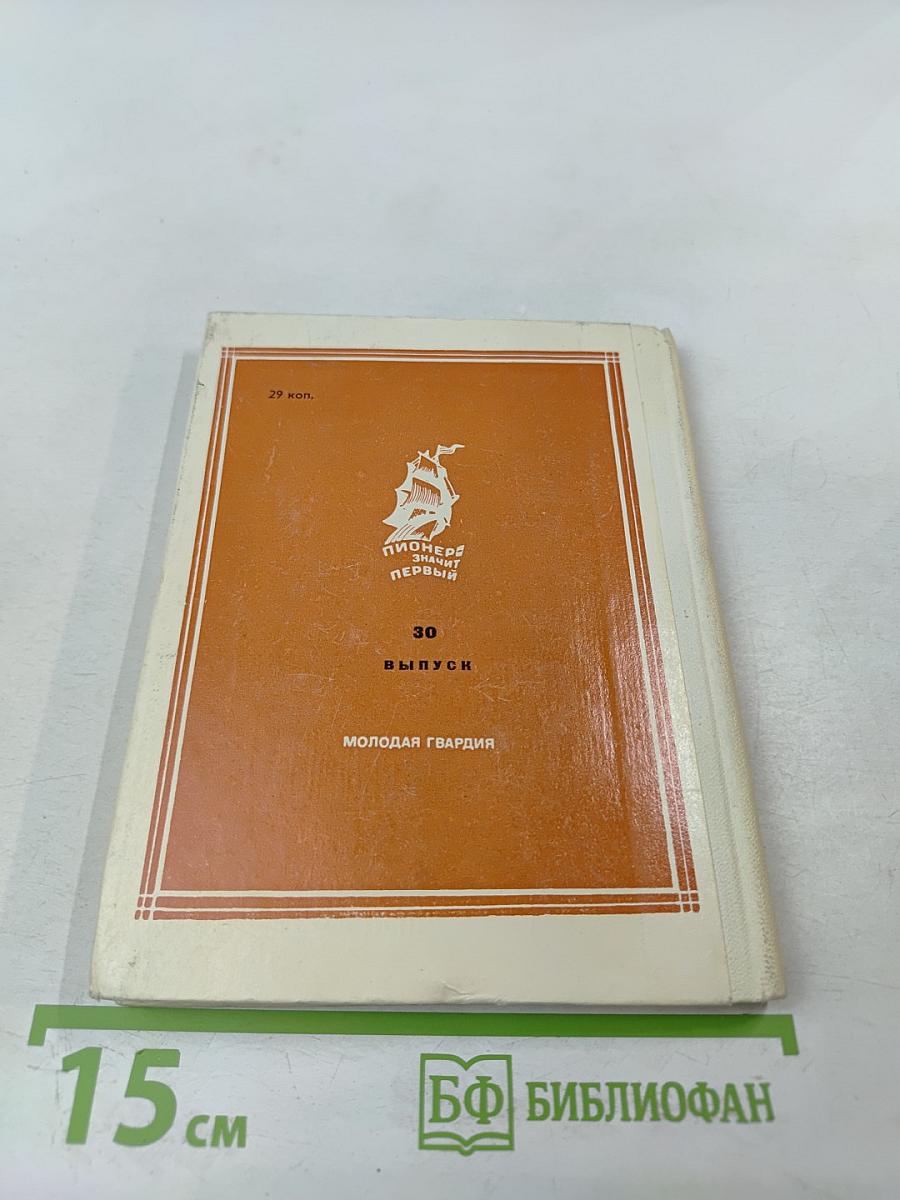 29 коп.
ПИОНЕР-
ЗНАЧИТ
ПЕРВЫЙ
30
ВЫПУСК
МОЛОДАЯ ГВАРДИЯ
15 см
БФ БИБЛИОФАН